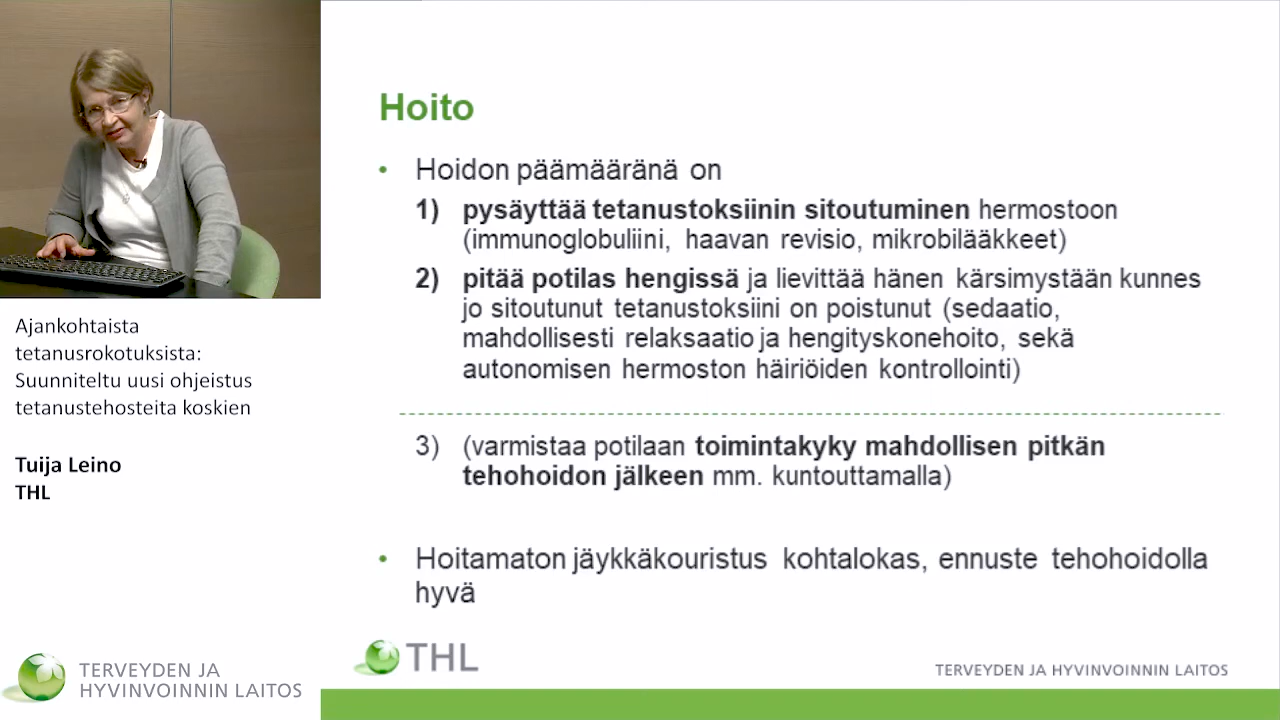 Hoito
• Hoidon päämääränä on
1) pysäyttää tetanustoksiinin sitoutuminen hermostoon
(immunoglobuliini, haavan revisio, mikrobilääkkeet)
2) pitää potilas hengissä ja lievittää hänen kärsimystään kunnes
jo sitoutunut tetanustoksiini on poistunut (sedaatio,
mahdollisesti relaksaatio ja hengityskonehoito, sekä
autonomisen hermoston häiriöiden kontrollointi)
3) (varmistaa potilaan toimintakyky mahdollisen pitkän
tehohoidon jälkeen mm. kuntouttamalla)
• Hoitamaton jäykkäkouristus kohtalokas, ennuste tehohoidolla
hyvä
THL
TERVEYDEN JA HYVINVOINNIN LAITOS
Ajankohtaista
tetanusrokotuksista:
Suunniteltu uusi ohjeistus
tetanustehosteita koskien
Tuija Leino
THL
TERVEYDEN JA
HYVINVOINNIN LAITOS